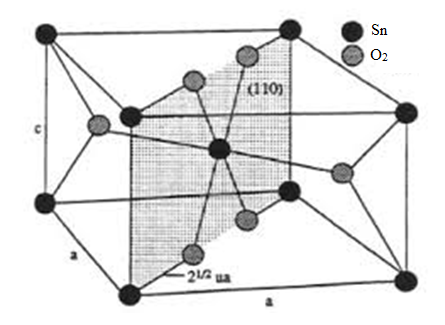 Sn
O2
(110)
c
a
2^1/2 ua
a